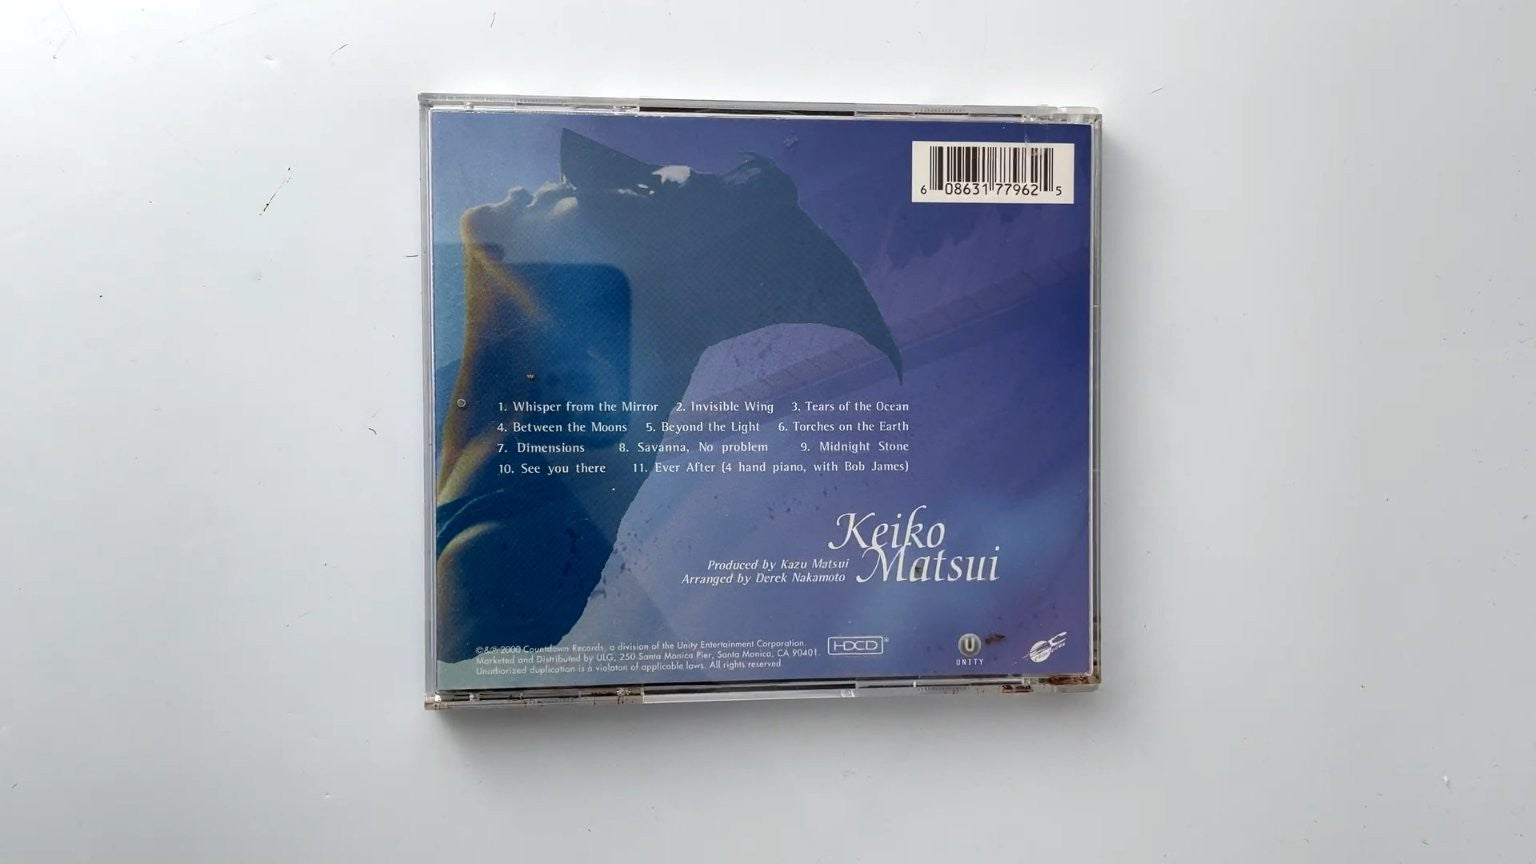 6 08631 77962 5
1. Whisper from the Mirror 2. Invisible Wing 3. Tears of the Ocean
4. Between the Moons 5. Beyond the Light 6. Torches on the Earth
7. Dimensions 8. Savanna, No problem 9. Midnight Stone
10. See you there 11. Ever After (4 hand piano, with Bob James)
Keiko
Matsui
Produced by Kazu Matsui
Arranged by Derek Nakamoto
©&℗ 2000 Countdown Records, a division of the Unity Entertainment Corporation.
Marketed and Distributed by ULG, 250 Santa Monica Pier, Santa Monica, CA 90401.
Unathorized duplication is a violaton of applicable laws. All rights reserved.
HDCD®
U
UNITY